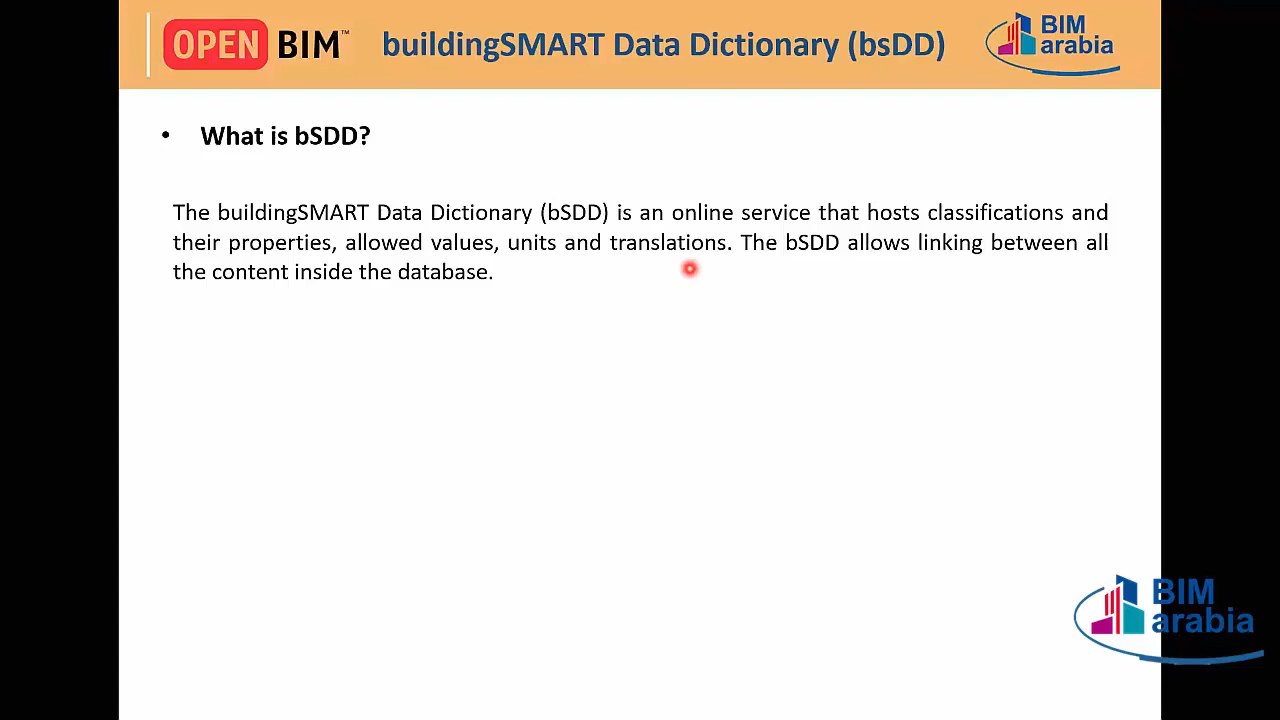 OPEN BIM™ buildingSMART Data Dictionary (bsDD)
BIM
arabia
• What is bSDD?
The buildingSMART Data Dictionary (bSDD) is an online service that hosts classifications and
their properties, allowed values, units and translations. The bSDD allows linking between all
the content inside the database.
BIM
arabia